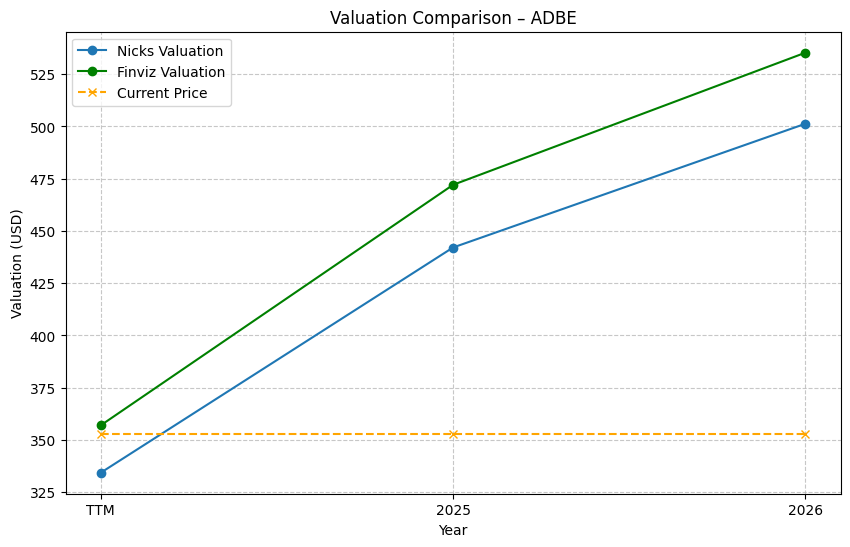 Valuation Comparison – ADBE
Nicks Valuation
Finviz Valuation
Current Price
Valuation (USD)
525
500
475
450
425
400
375
350
325
TTM
2025
2026
Year